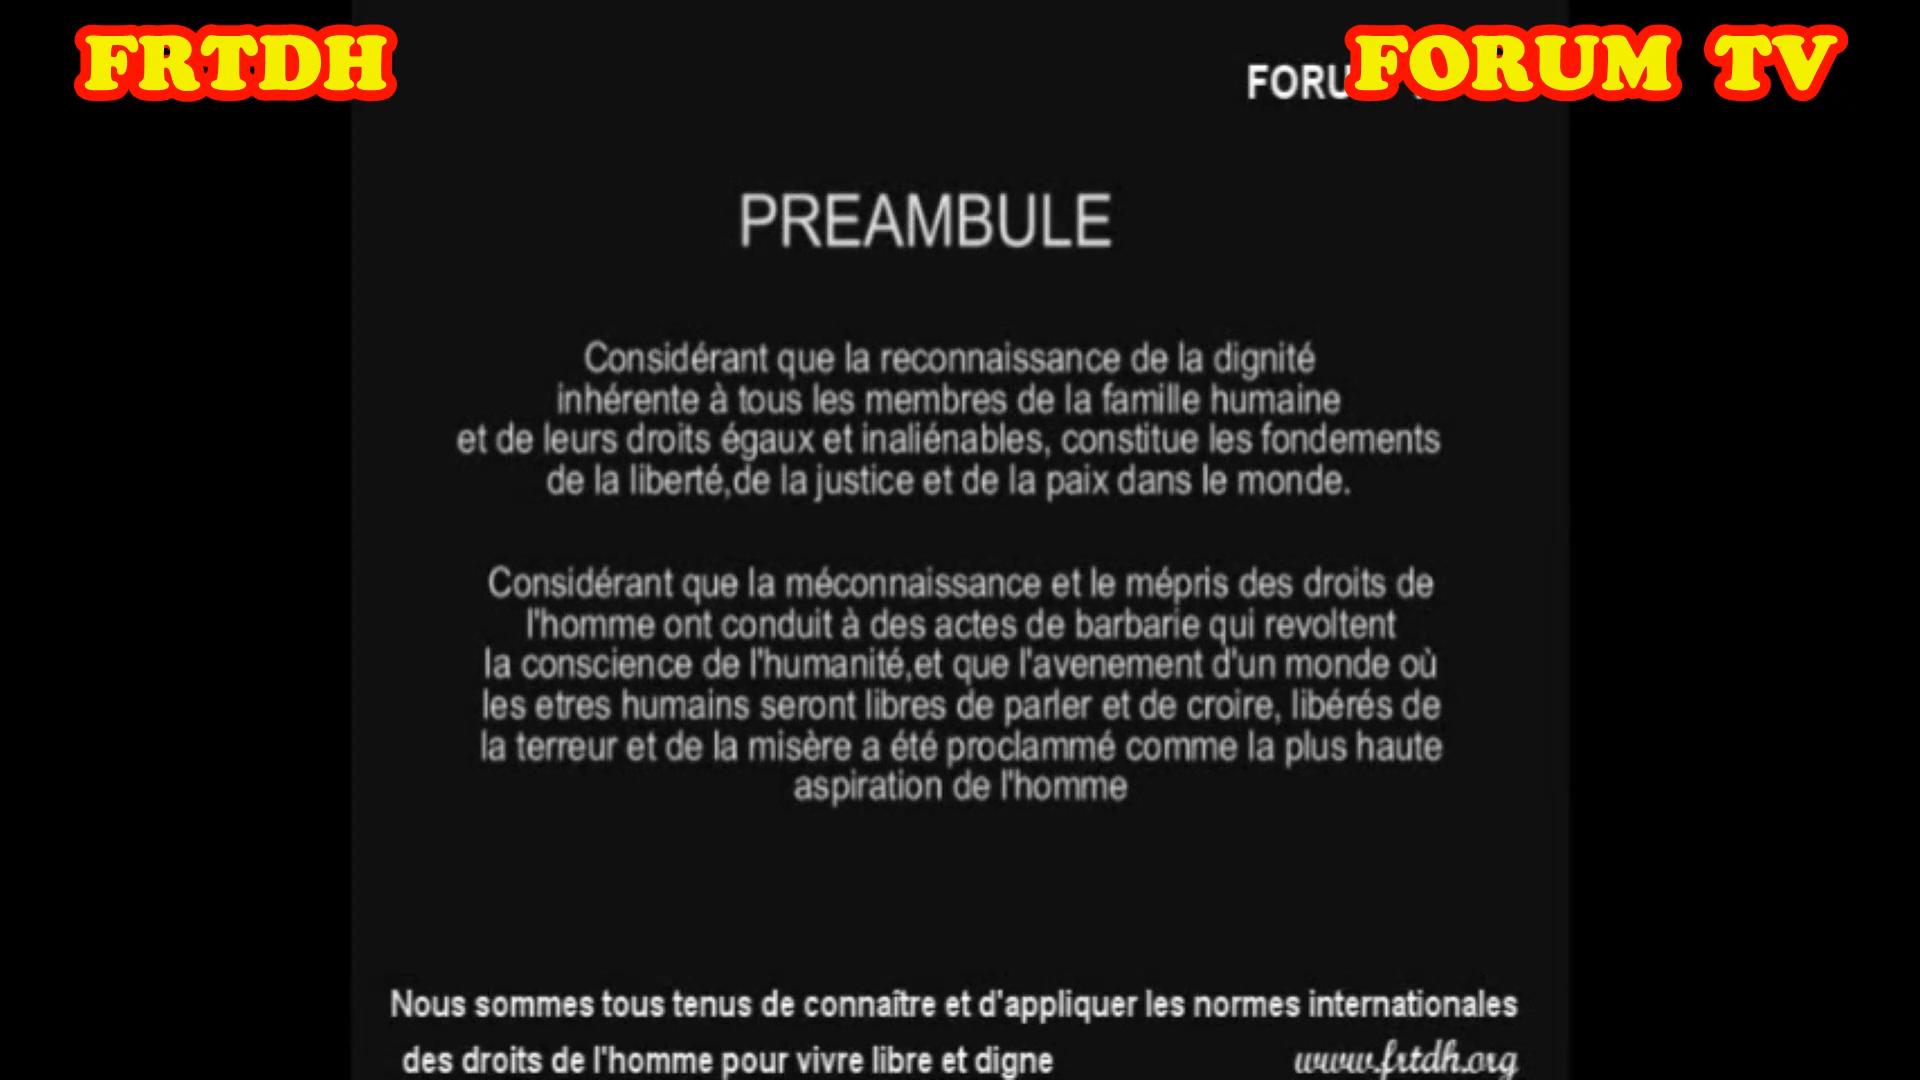 FRTDH
FORUM TV
FORU
PREAMBULE
Considérant que la reconnaissance de la dignité
inhérente à tous les membres de la famille humaine
et de leurs droits égaux et inaliénables, constitue les fondements
de la liberté,de la justice et de la paix dans le monde.
Considérant que la méconnaissance et le mépris des droits de
l'homme ont conduit à des actes de barbarie qui revoltent
la conscience de l'humanité,et que l'avenement d'un monde où
les etres humains seront libres de parler et de croire, libérés de
la terreur et de la misère a été proclammé comme la plus haute
aspiration de l'homme
Nous sommes tous tenus de connaître et d'appliquer les normes internationales
des droits de l'homme pour vivre libre et digne
www.frtdh.org